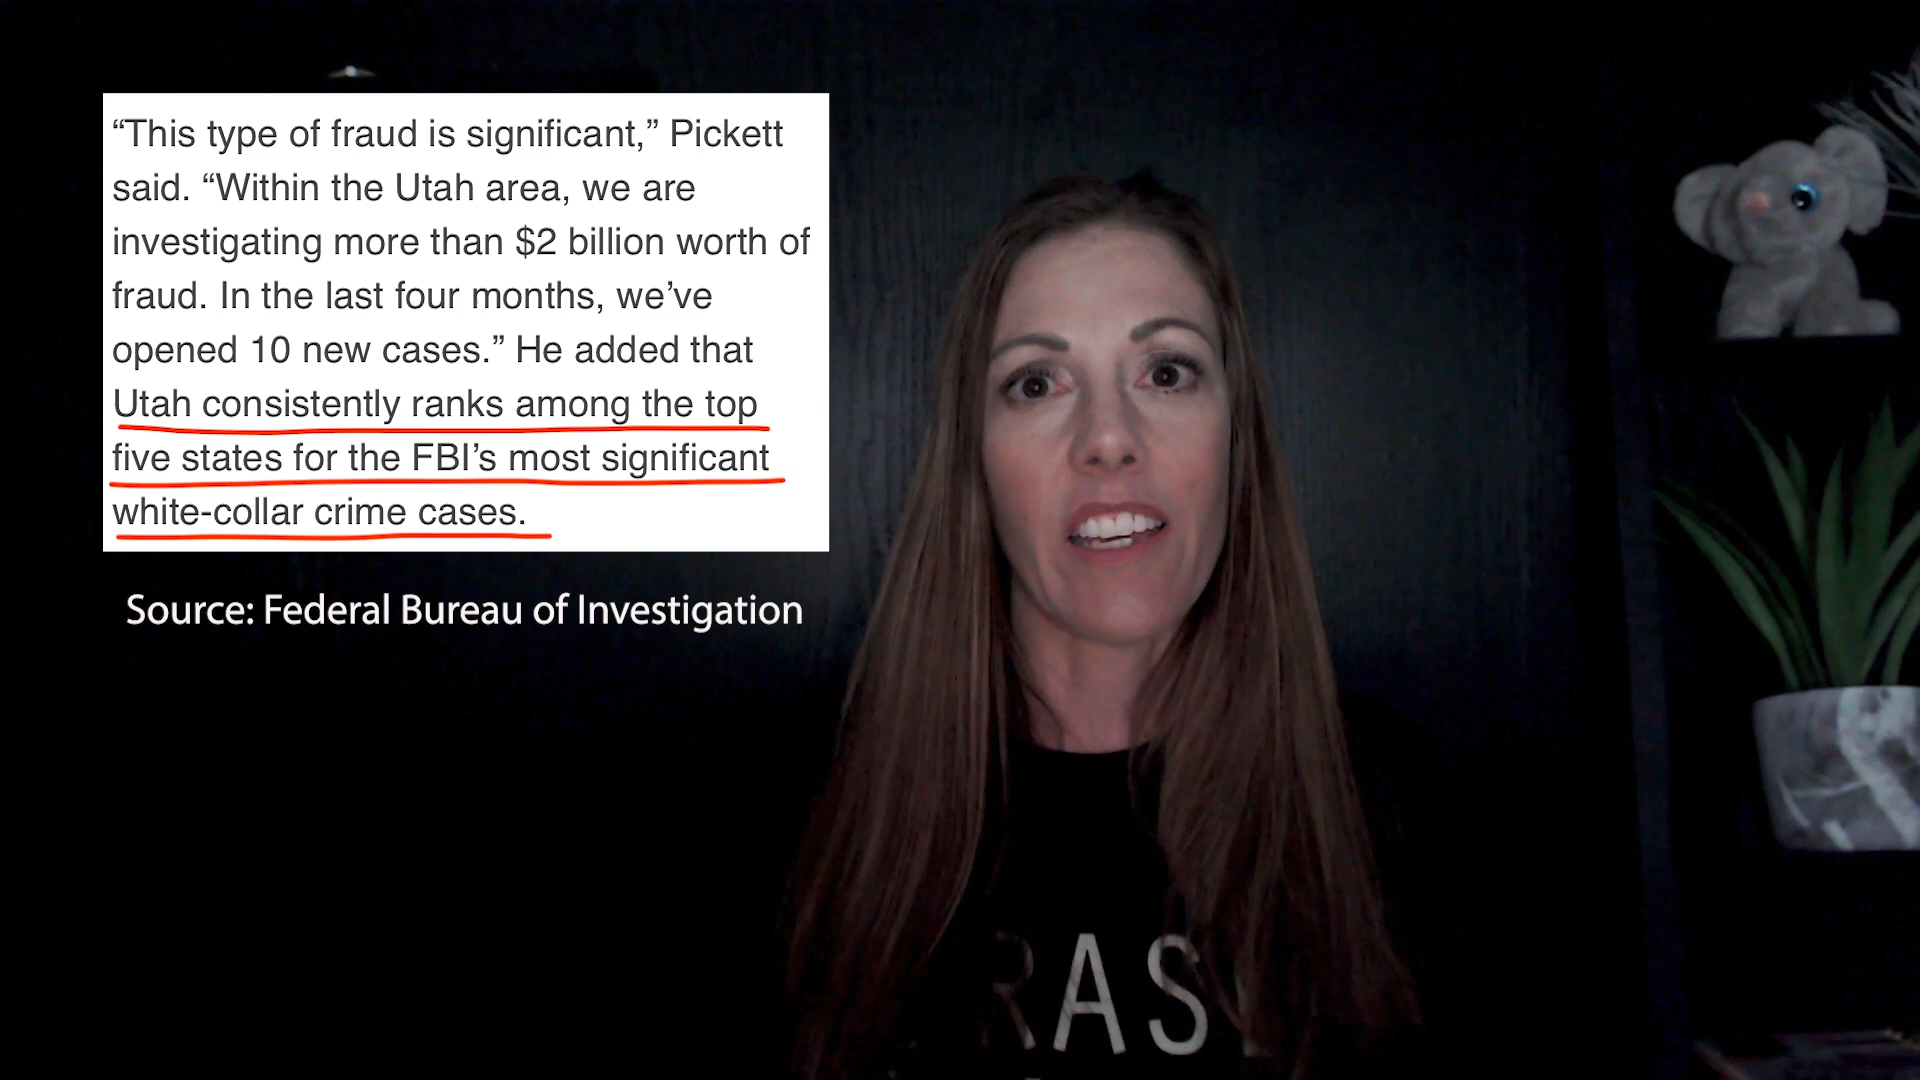 “This type of fraud is significant,” Pickett
said. “Within the Utah area, we are
investigating more than $2 billion worth of
fraud. In the last four months, we’ve
opened 10 new cases.” He added that
Utah consistently ranks among the top
five states for the FBI’s most significant
white-collar crime cases.
Source: Federal Bureau of Investigation